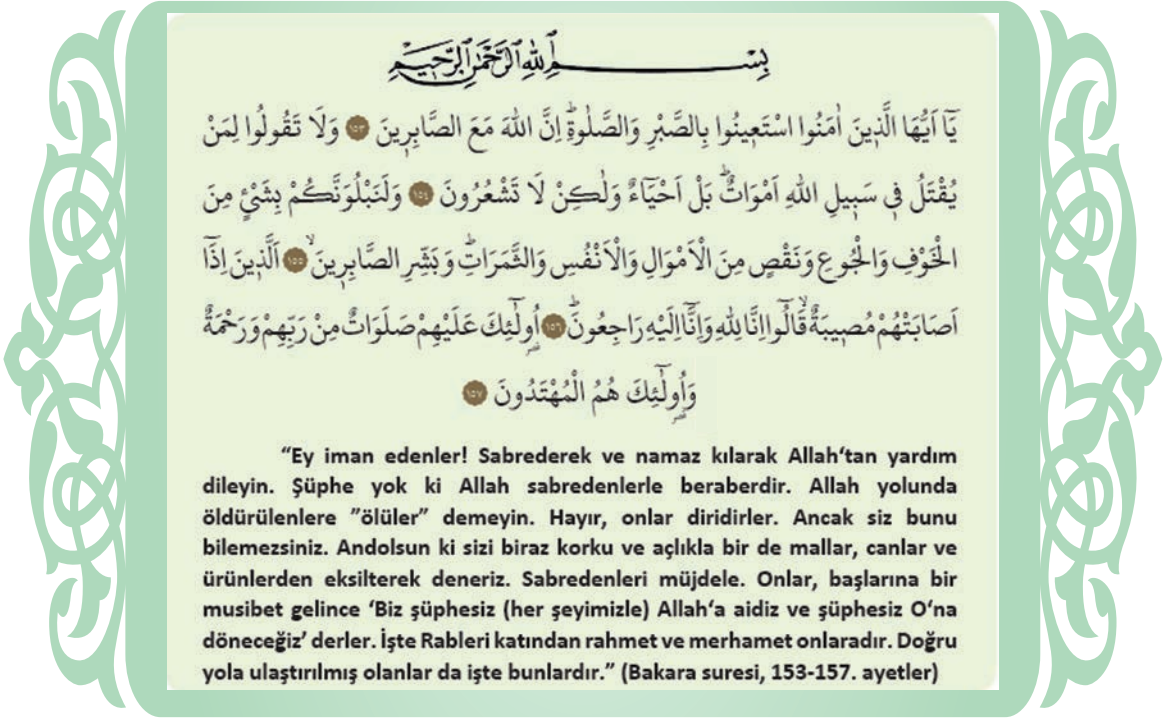 بِسْمِ اللهِ الرَّحْمٰنِ الرَّحِيمِ
يَٓا اَيُّهَا الَّذ۪ينَ اٰمَنُوا اسْتَع۪ينُوا بِالصَّبْرِ وَالصَّلٰوةِۜ اِنَّ اللهَ مَعَ الصَّابِر۪ينَ ١٥٣ وَلَا تَقُولُوا لِمَنْ
يُقْتَلُ ف۪ي سَب۪يلِ اللهِ اَمْوَاتٌۜ بَلْ اَحْيَٓاءٌ وَلٰكِنْ لَا تَشْعُرُونَ ١٥٤ وَلَنَبْلُوَنَّكُمْ بِشَيْءٍ مِنَ
الْخَوْفِ وَالْجُوعِ وَنَقْصٍ مِنَ الْاَمْوَالِ وَالْاَنْفُسِ وَالثَّمَرَاتِۜ وَبَشِّرِ الصَّابِر۪ينَۙ ١٥٥ اَلَّذ۪ينَ اِذَٓا
اَصَابَتْهُمْ مُص۪يبَةٌۙ قَالُٓوا اِنَّا لِلّٰهِ وَاِنَّٓا اِلَيْهِ رَاجِعُونَۜ ١٥٦ اُو۬لٰٓئِكَ عَلَيْهِمْ صَلَوَاتٌ مِنْ رَبِّهِمْ وَرَحْمَةٌ
وَاُو۬لٰٓئِكَ هُمُ الْمُهْتَدُونَ ١٥٧
“Ey iman edenler! Sabrederek ve namaz kılarak Allah‘tan yardım
dileyin. Şüphe yok ki Allah sabredenlerle beraberdir. Allah yolunda
öldürülenlere ”ölüler” demeyin. Hayır, onlar diridirler. Ancak siz bunu
bilemezsiniz. Andolsun ki sizi biraz korku ve açlıkla bir de mallar, canlar ve
ürünlerden eksilterek deneriz. Sabredenleri müjdele. Onlar, başlarına bir
musibet gelince ‘Biz şüphesiz (her şeyimizle) Allah‘a aidiz ve şüphesiz O‘na
döneceğiz’ derler. İşte Rableri katından rahmet ve merhamet onlaradır. Doğru
yola ulaştırılmış olanlar da işte bunlardır.” (Bakara suresi, 153-157. ayetler)